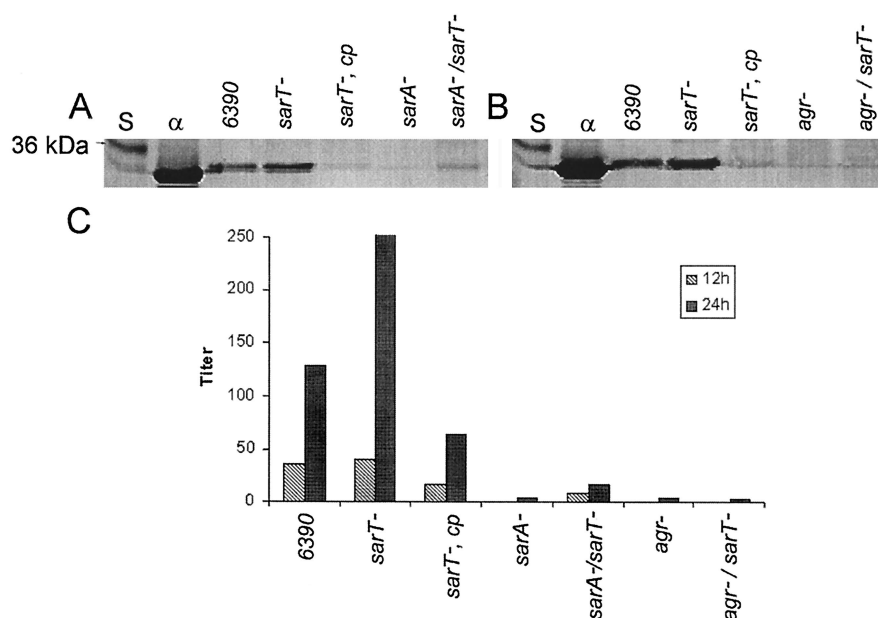 A
S
α
6390
sarT-
sarT-, cp
sarA-
sarA-/sarT-
B
S
α
6390
sarT-
sarT-, cp
agr-
agr- / sarT-
36 kDa
C
250
200
150
100
50
0
Titer
12h
24h
6390
sarT-
sarT-, cp
sarA-
sarA-/sarT-
agr-
agr- / sarT-